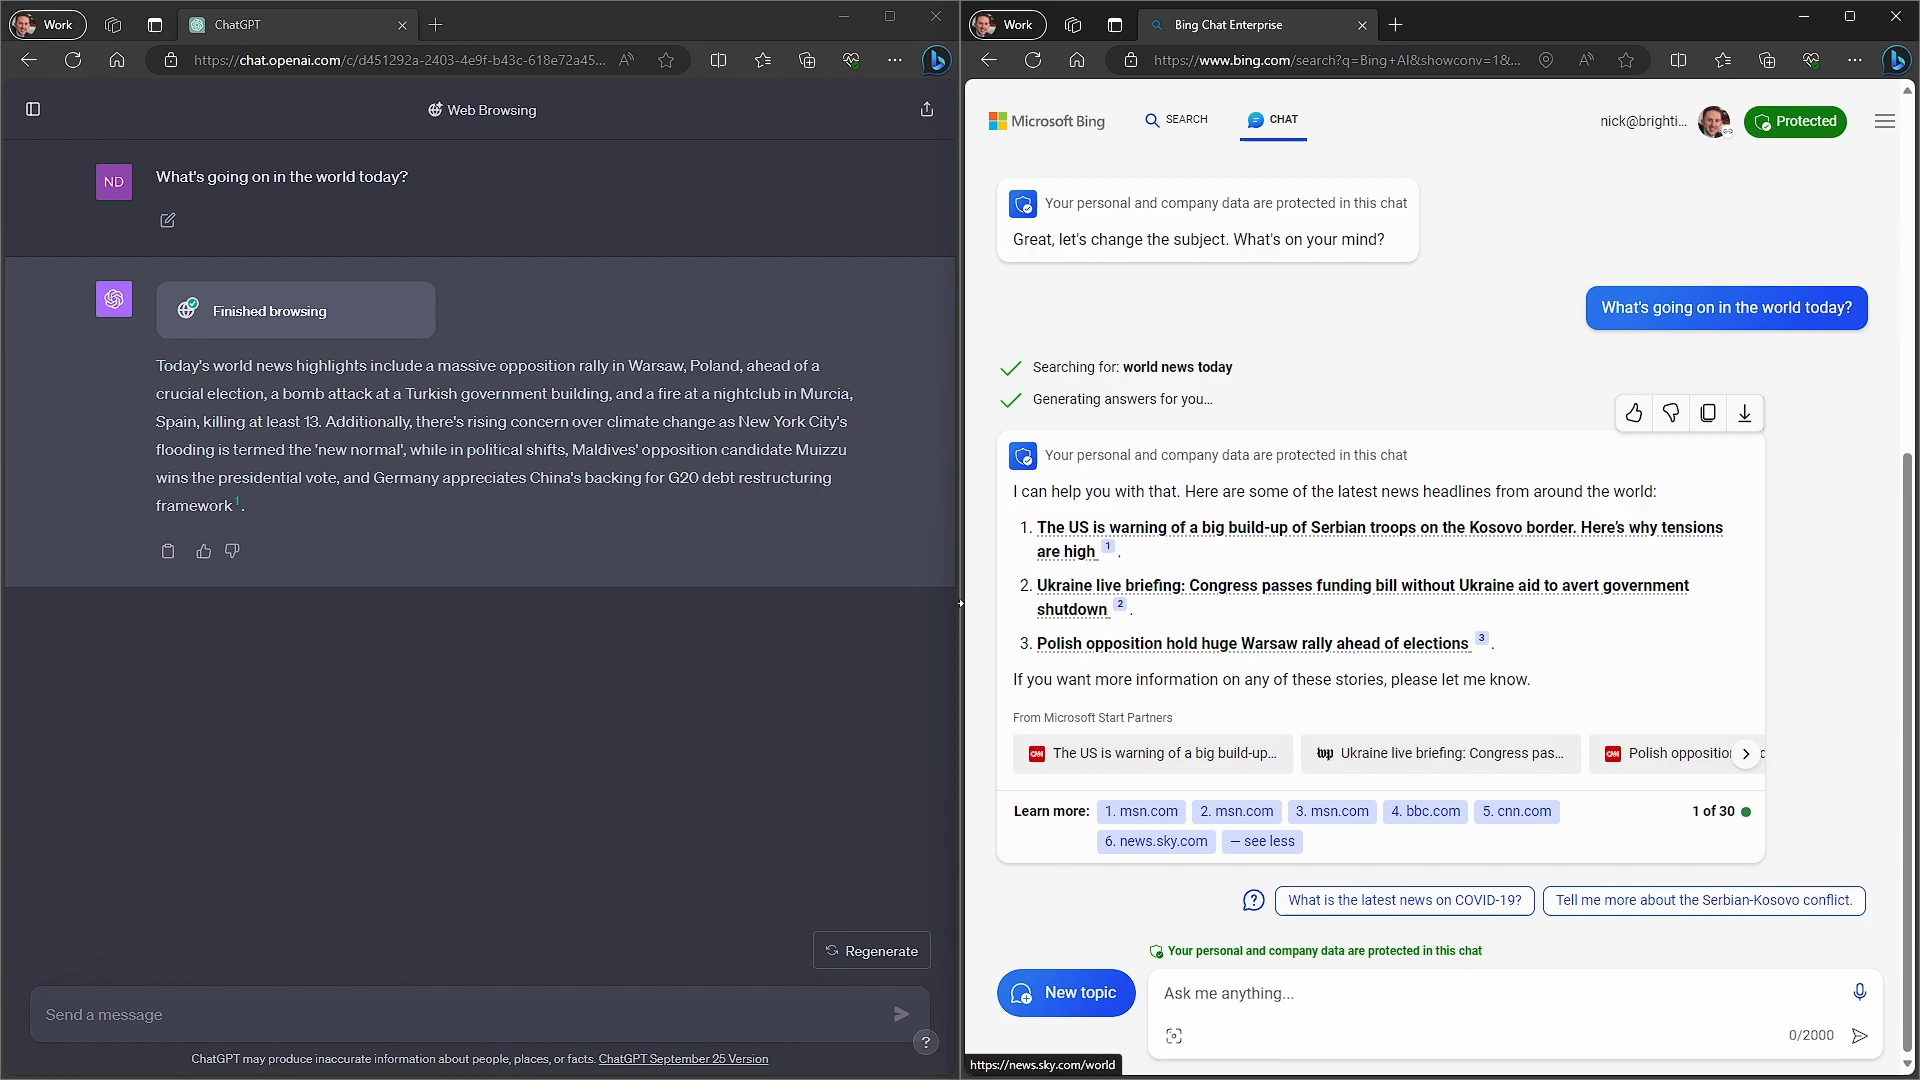 Work
ChatGPT
https://chat.openai.com/c/d451292a-2403-4e9f-b43c-618e72a45...
Web Browsing
ND
What's going on in the world today?
Finished browsing
Today's world news highlights include a massive opposition rally in Warsaw, Poland, ahead of a
crucial election, a bomb attack at a Turkish government building, and a fire at a nightclub in Murcia,
Spain, killing at least 13. Additionally, there's rising concern over climate change as New York City's
flooding is termed the 'new normal', while in political shifts, Maldives' opposition candidate Muizzu
wins the presidential vote, and Germany appreciates China's backing for G20 debt restructuring
framework1.
Regenerate
Send a message
?
ChatGPT may produce inaccurate information about people, places, or facts. ChatGPT September 25 Version
Work
Bing Chat Enterprise
https://www.bing.com/search?q=Bing+AI&showconv=1&...
Microsoft Bing
SEARCH
CHAT
nick@brighti...
Protected
Your personal and company data are protected in this chat
Great, let's change the subject. What's on your mind?
What's going on in the world today?
Searching for: world news today
Generating answers for you...
Your personal and company data are protected in this chat
I can help you with that. Here are some of the latest news headlines from around the world:
1. The US is warning of a big build-up of Serbian troops on the Kosovo border. Here's why tensions
are high 1 .
2. Ukraine live briefing: Congress passes funding bill without Ukraine aid to avert government
shutdown 2 .
3. Polish opposition hold huge Warsaw rally ahead of elections 3 .
If you want more information on any of these stories, please let me know.
From Microsoft Start Partners
CNN The US is warning of a big build-up...
wp Ukraine live briefing: Congress pas...
CNN Polish opposition
Learn more: 1. msn.com 2. msn.com 3. msn.com 4. bbc.com 5. cnn.com
1 of 30
6. news.sky.com — see less
What is the latest news on COVID-19?
Tell me more about the Serbian-Kosovo conflict.
Your personal and company data are protected in this chat
New topic
Ask me anything...
0/2000
https://news.sky.com/world